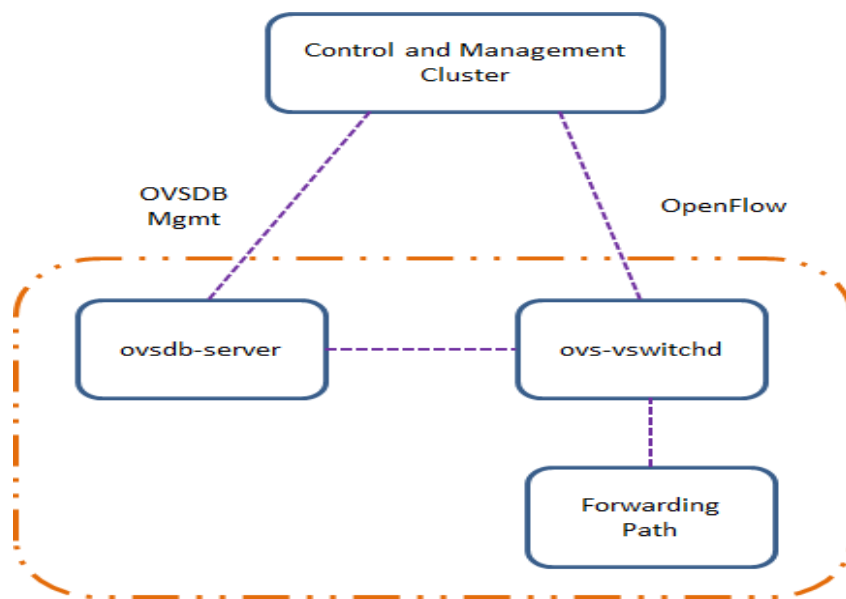 Control and Management
Cluster
OVSDB
Mgmt
OpenFlow
ovsdb-server
ovs-vswitchd
Forwarding
Path